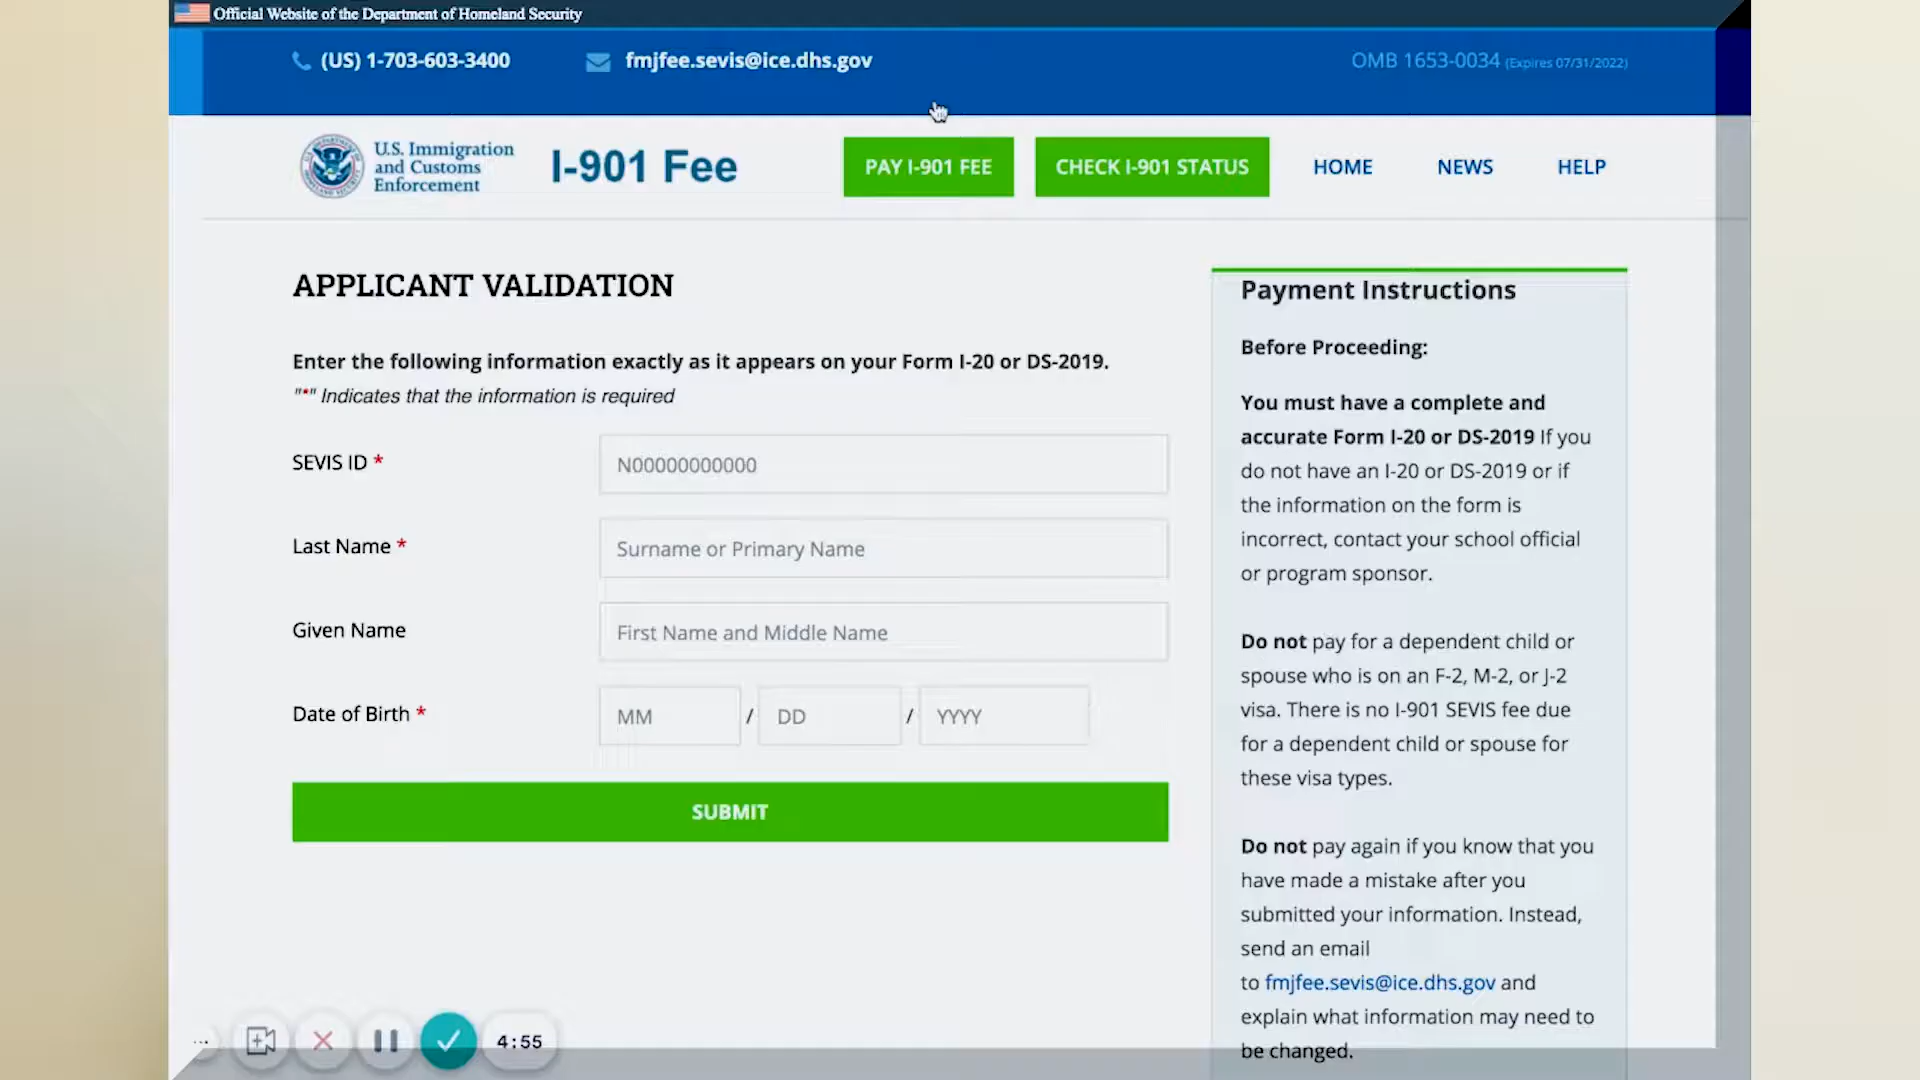 Official Website of the Department of Homeland Security
(US) 1-703-603-3400
fmjfee.sevis@ice.dhs.gov
OMB 1653-0034 (Expires 07/31/2022)
U.S. Immigration
and Customs
Enforcement
I-901 Fee
PAY I-901 FEE
CHECK I-901 STATUS
HOME
NEWS
HELP
APPLICANT VALIDATION
Enter the following information exactly as it appears on your Form I-20 or DS-2019.
"*" Indicates that the information is required
SEVIS ID *
N00000000000
Last Name *
Surname or Primary Name
Given Name
First Name and Middle Name
Date of Birth *
MM / DD / YYYY
SUBMIT
Payment Instructions
Before Proceeding:
You must have a complete and
accurate Form I-20 or DS-2019 If you
do not have an I-20 or DS-2019 or if
the information on the form is
incorrect, contact your school official
or program sponsor.
Do not pay for a dependent child or
spouse who is on an F-2, M-2, or J-2
visa. There is no I-901 SEVIS fee due
for a dependent child or spouse for
these visa types.
Do not pay again if you know that you
have made a mistake after you
submitted your information. Instead,
send an email
to fmjfee.sevis@ice.dhs.gov and
explain what information may need to
be changed.
4:55